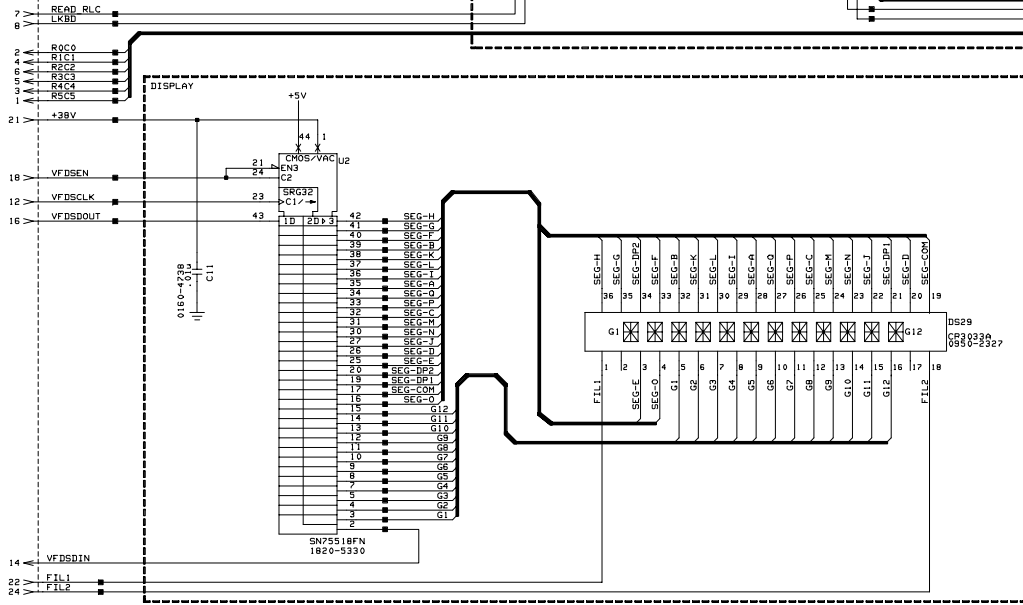 7 READ_RLC
8 LKBD
2 R0C0
4 R1C1
6 R2C2
5 R3C3
3 R4C4
1 R5C5
DISPLAY
21 +38V
+5V
44 1
CMOS/VAC U2
21 EN3
24 C2
18 VFDSEN
SRG32
12 VFDSCLK 23 C1/
16 VFDSDOUT 43 1D 2D 3
42 SEG-H
41 SEG-G
40 SEG-F
39 SEG-B
38 SEG-K
37 SEG-L
36 SEG-I
35 SEG-A
34 SEG-Q
33 SEG-P
32 SEG-C
31 SEG-M
30 SEG-N
27 SEG-J
26 SEG-D
25 SEG-E
20 SEG-DP2
19 SEG-DP1
17 SEG-COM
16 SEG-O
15 G12
14 G11
13 G10
12 G9
11 G8
10 G7
9 G6
8 G5
7 G4
5 G3
4 G2
3 G1
2
0160-4738
C11
SN75518FN
1820-5330
SEG-H SEG-G SEG-DP2 SEG-F SEG-B SEG-K SEG-L SEG-I SEG-A SEG-Q SEG-P SEG-C SEG-M SEG-N SEG-J SEG-DP1 SEG-D SEG-COM
36 35 34 33 32 31 30 29 28 27 26 25 24 23 22 21 20 19
G1 G12
DS29
CP3033A
0950-2327
1 2 3 4 5 6 7 8 9 10 11 12 13 14 15 16 17 18
FIL1 SEG-E SEG-O G1 G2 G3 G4 G5 G6 G7 G8 G9 G10 G11 G12 FIL2
14 VFDSDIN
22 FIL1
24 FIL2